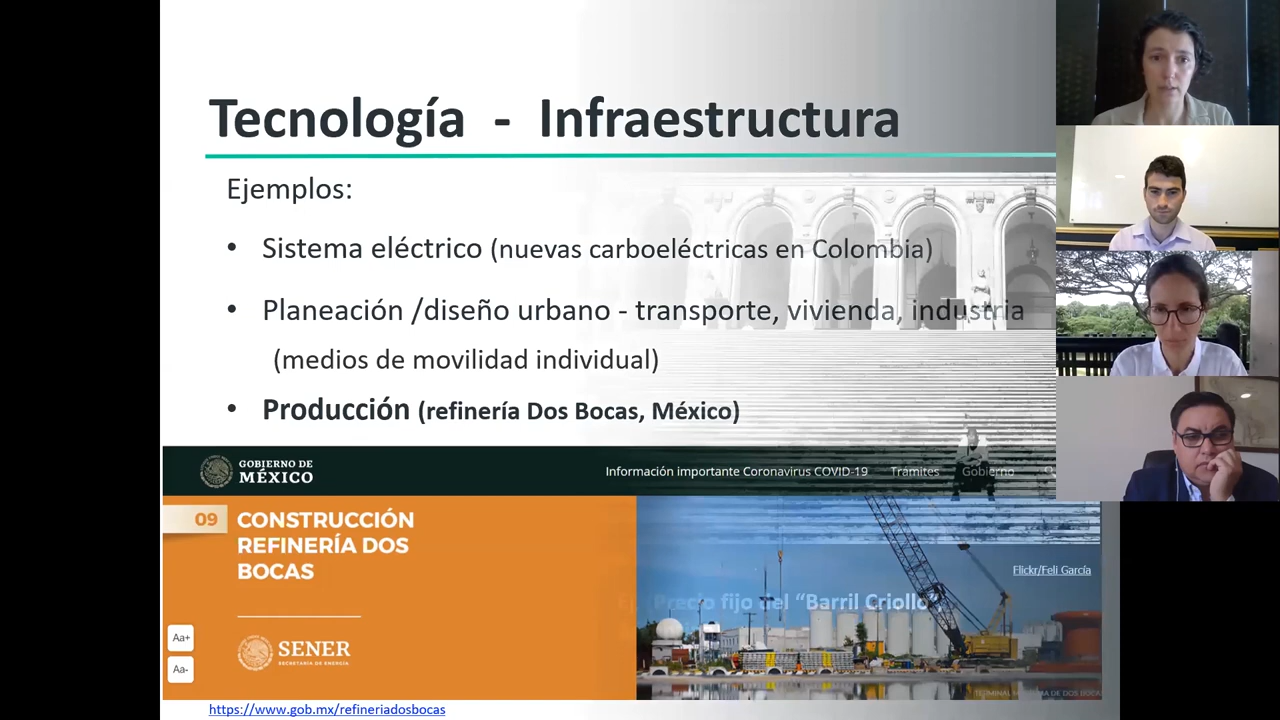 Tecnología - Infraestructura
Ejemplos:
• Sistema eléctrico (nuevas carboeléctricas en Colombia)
• Planeación /diseño urbano - transporte, vivienda, industria
(medios de movilidad individual)
• Producción (refinería Dos Bocas, México)
GOBIERNO DE
MÉXICO
Información importante Coronavirus COVID-19 Trámites Gobierno
09 CONSTRUCCIÓN
REFINERÍA DOS
BOCAS
Flickr/Feli García
Ej. Precio fijo del “Barril Criollo”
Aa+
SENER
SECRETARÍA DE ENERGÍA
Aa-
https://www.gob.mx/refineriadosbocas